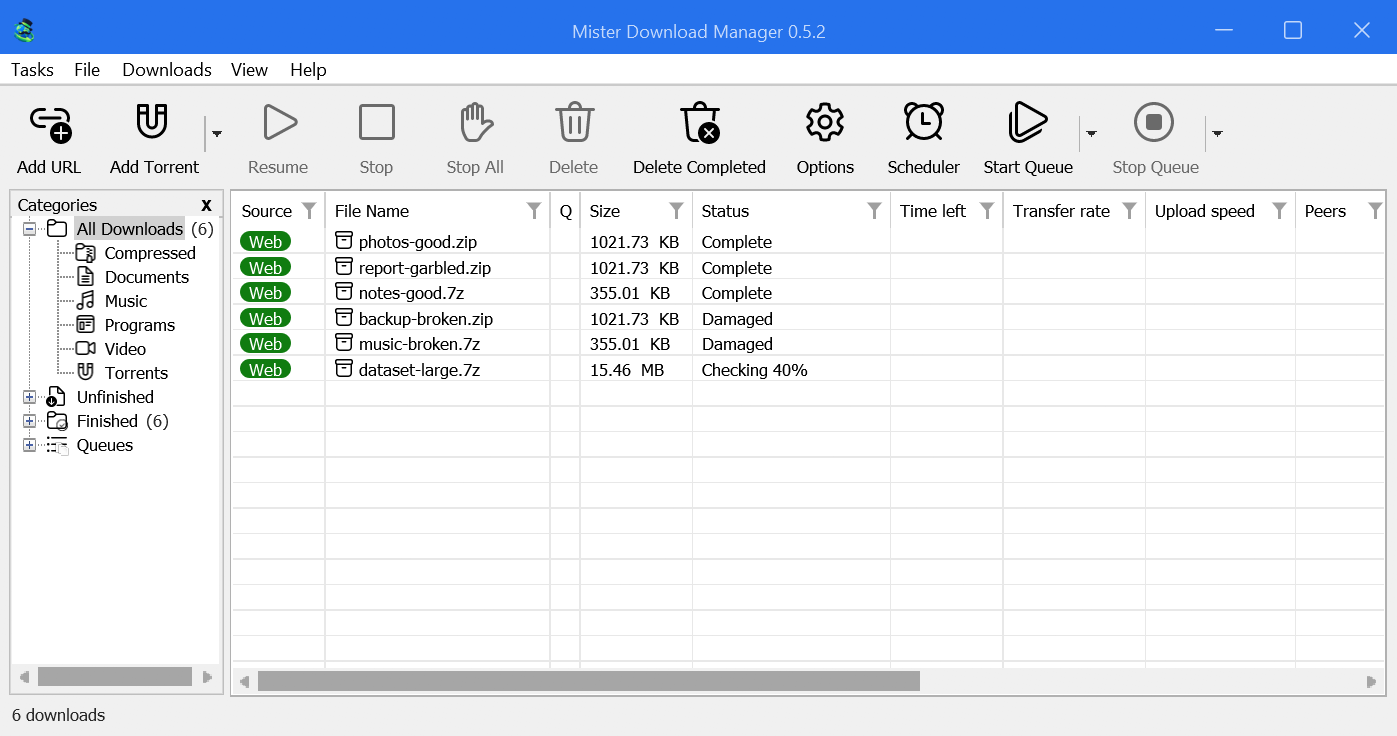 Mister Download Manager 0.5.2
Tasks File Downloads View Help
Add URL Add Torrent Resume Stop Stop All Delete Delete Completed Options Scheduler Start Queue Stop Queue
Categories X
All Downloads (6)
Compressed
Documents
Music
Programs
Video
Torrents
Unfinished
Finished (6)
Queues
Source File Name Q Size Status Time left Transfer rate Upload speed Peers
Web photos-good.zip 1021.73 KB Complete
Web report-garbled.zip 1021.73 KB Complete
Web notes-good.7z 355.01 KB Complete
Web backup-broken.zip 1021.73 KB Damaged
Web music-broken.7z 355.01 KB Damaged
Web dataset-large.7z 15.46 MB Checking 40%
6 downloads